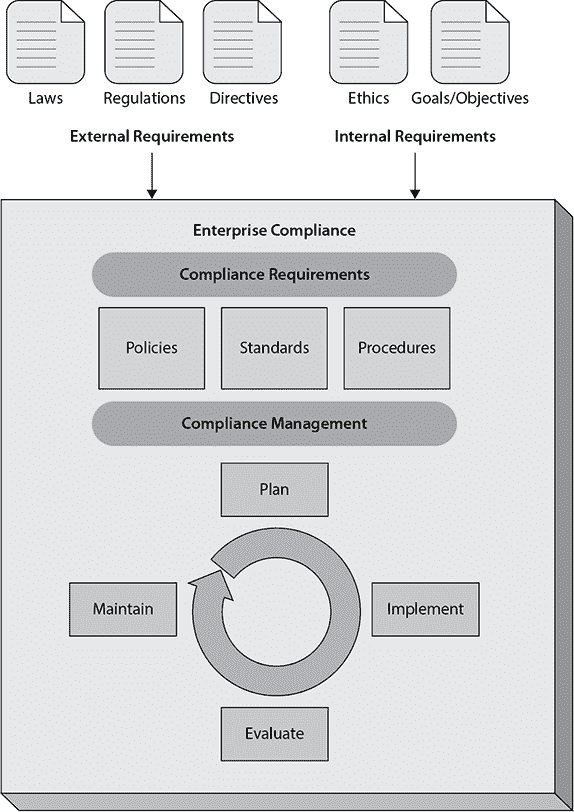 Laws
Regulations
Directives
Ethics
Goals/Objectives
External Requirements
Internal Requirements
Enterprise Compliance
Compliance Requirements
Policies
Standards
Procedures
Compliance Management
Plan
Maintain
Implement
Evaluate